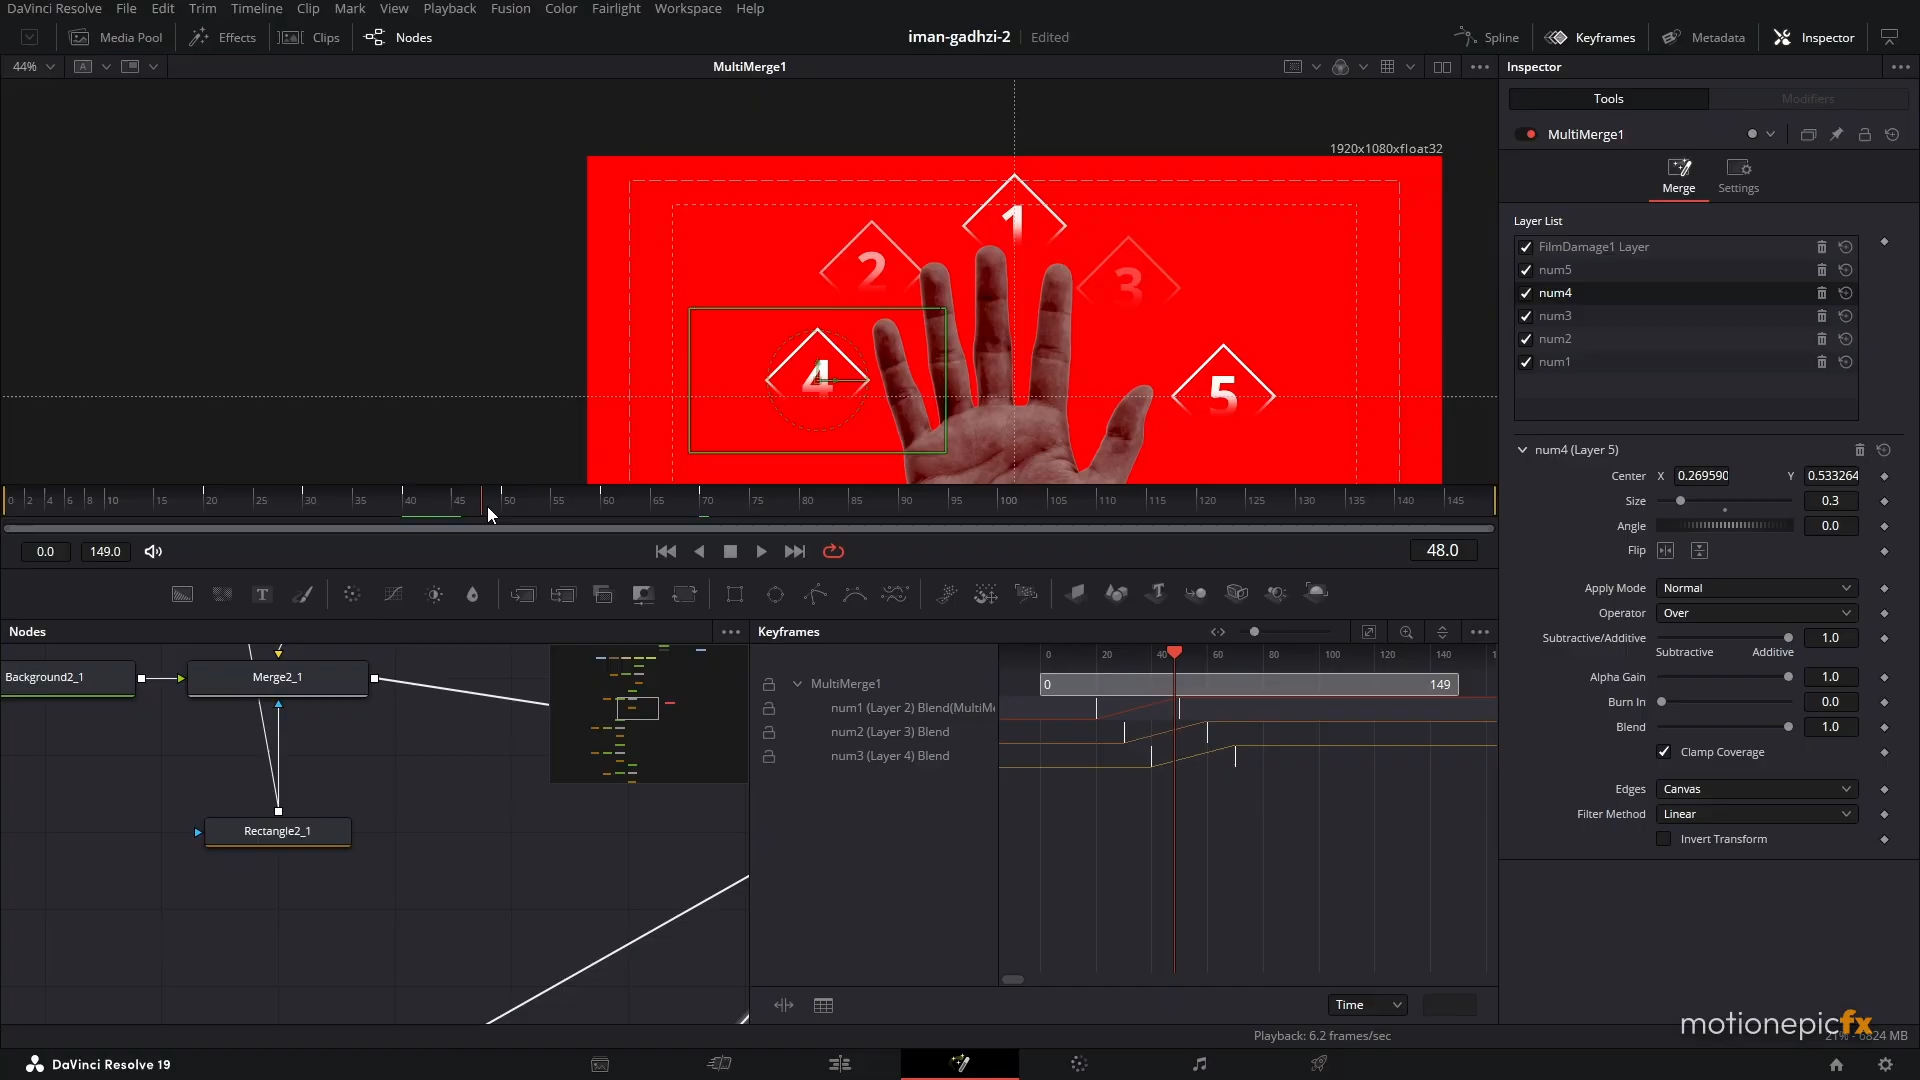 DaVinci Resolve File Edit Trim Timeline Clip Mark View Playback Fusion Color Fairlight Workspace Help
Media Pool Effects Clips Nodes iman-gadhzi-2 Edited Spline Keyframes Metadata Inspector
44% A MultiMerge1 Inspector
Tools Modifiers
MultiMerge1
1920x1080xfloat32
Merge Settings
1
2
3
4
5
Layer List
FilmDamage1 Layer
num5
num4
num3
num2
num1
num4 (Layer 5)
Center X 0.269590 Y 0.533264
Size 0.3
Angle 0.0
Flip
Apply Mode Normal
Operator Over
Subtractive/Additive 1.0
Subtractive Additive
Alpha Gain 1.0
Burn In 0.0
Blend 1.0
Clamp Coverage
Edges Canvas
Filter Method Linear
Invert Transform
0 2 4 6 8 10 15 20 25 30 35 40 45 50 55 60 65 70 75 80 85 90 95 100 105 110 115 120 125 130 135 140 145
0.0 149.0 48.0
T T
Nodes
Background2_1 Merge2_1
Rectangle2_1
Keyframes
0 20 40 60 80 100 120 140
MultiMerge1 0 149
num1 (Layer 2) Blend(MultiM
num2 (Layer 3) Blend
num3 (Layer 4) Blend
Time
motionepicfx
Playback: 6.2 frames/sec
DaVinci Resolve 19